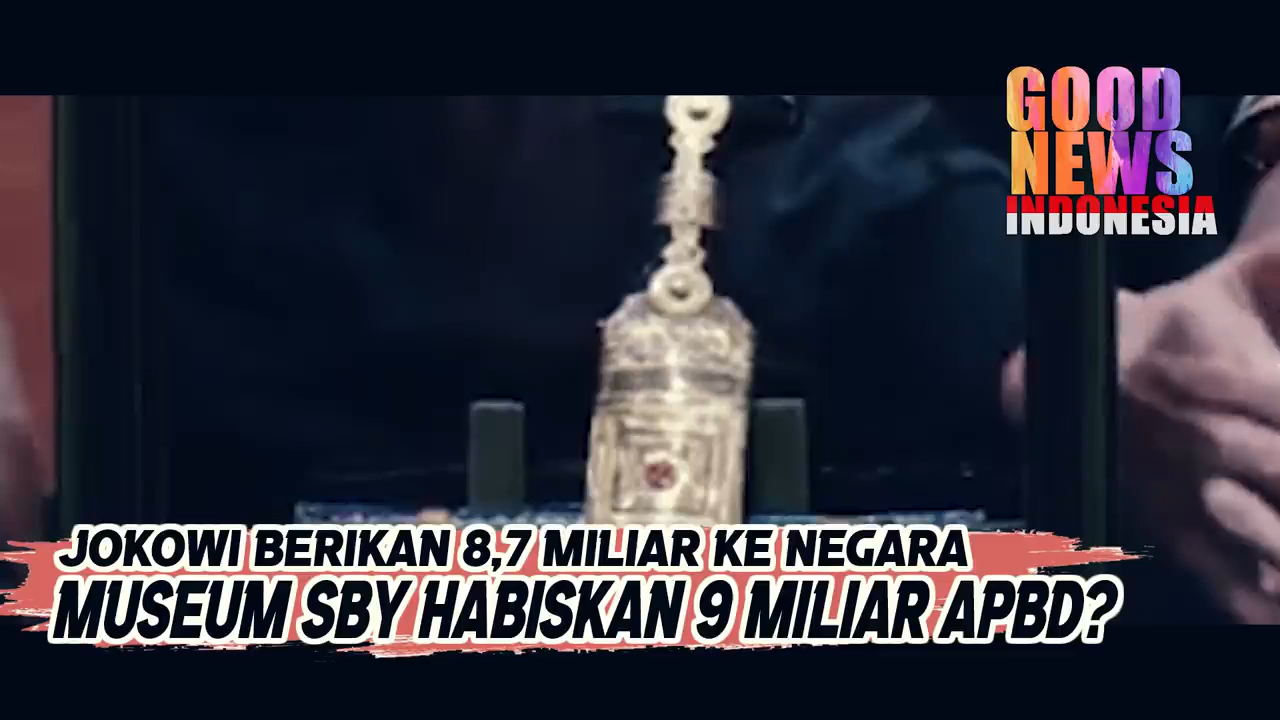 GOOD
NEWS
INDONESIA
JOKOWI BERIKAN 8,7 MILIAR KE NEGARA
MUSEUM SBY HABISKAN 9 MILIAR APBD?